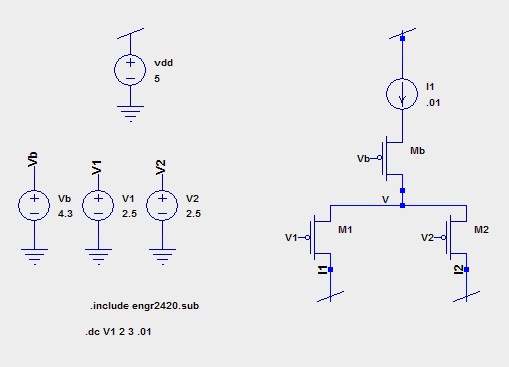 vdd
5
I1
.01
Vb
Mb
Vb
V1
V2
Vb
4.3
V1
2.5
V2
2.5
V
V1
M1
V2
M2
I1
I2
.include engr2420.sub
.dc V1 2 3 .01